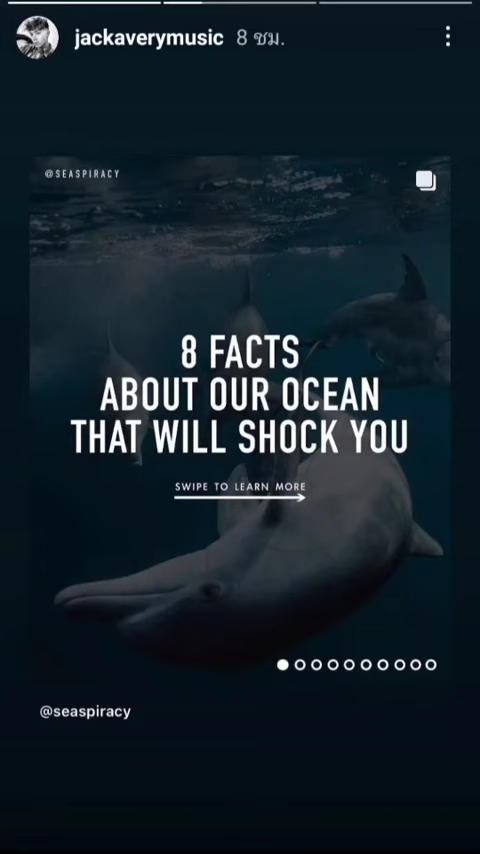 jackaverymusic 8 ชม.
@SEASPIRACY
8 FACTS
ABOUT OUR OCEAN
THAT WILL SHOCK YOU
SWIPE TO LEARN MORE
@seaspiracy